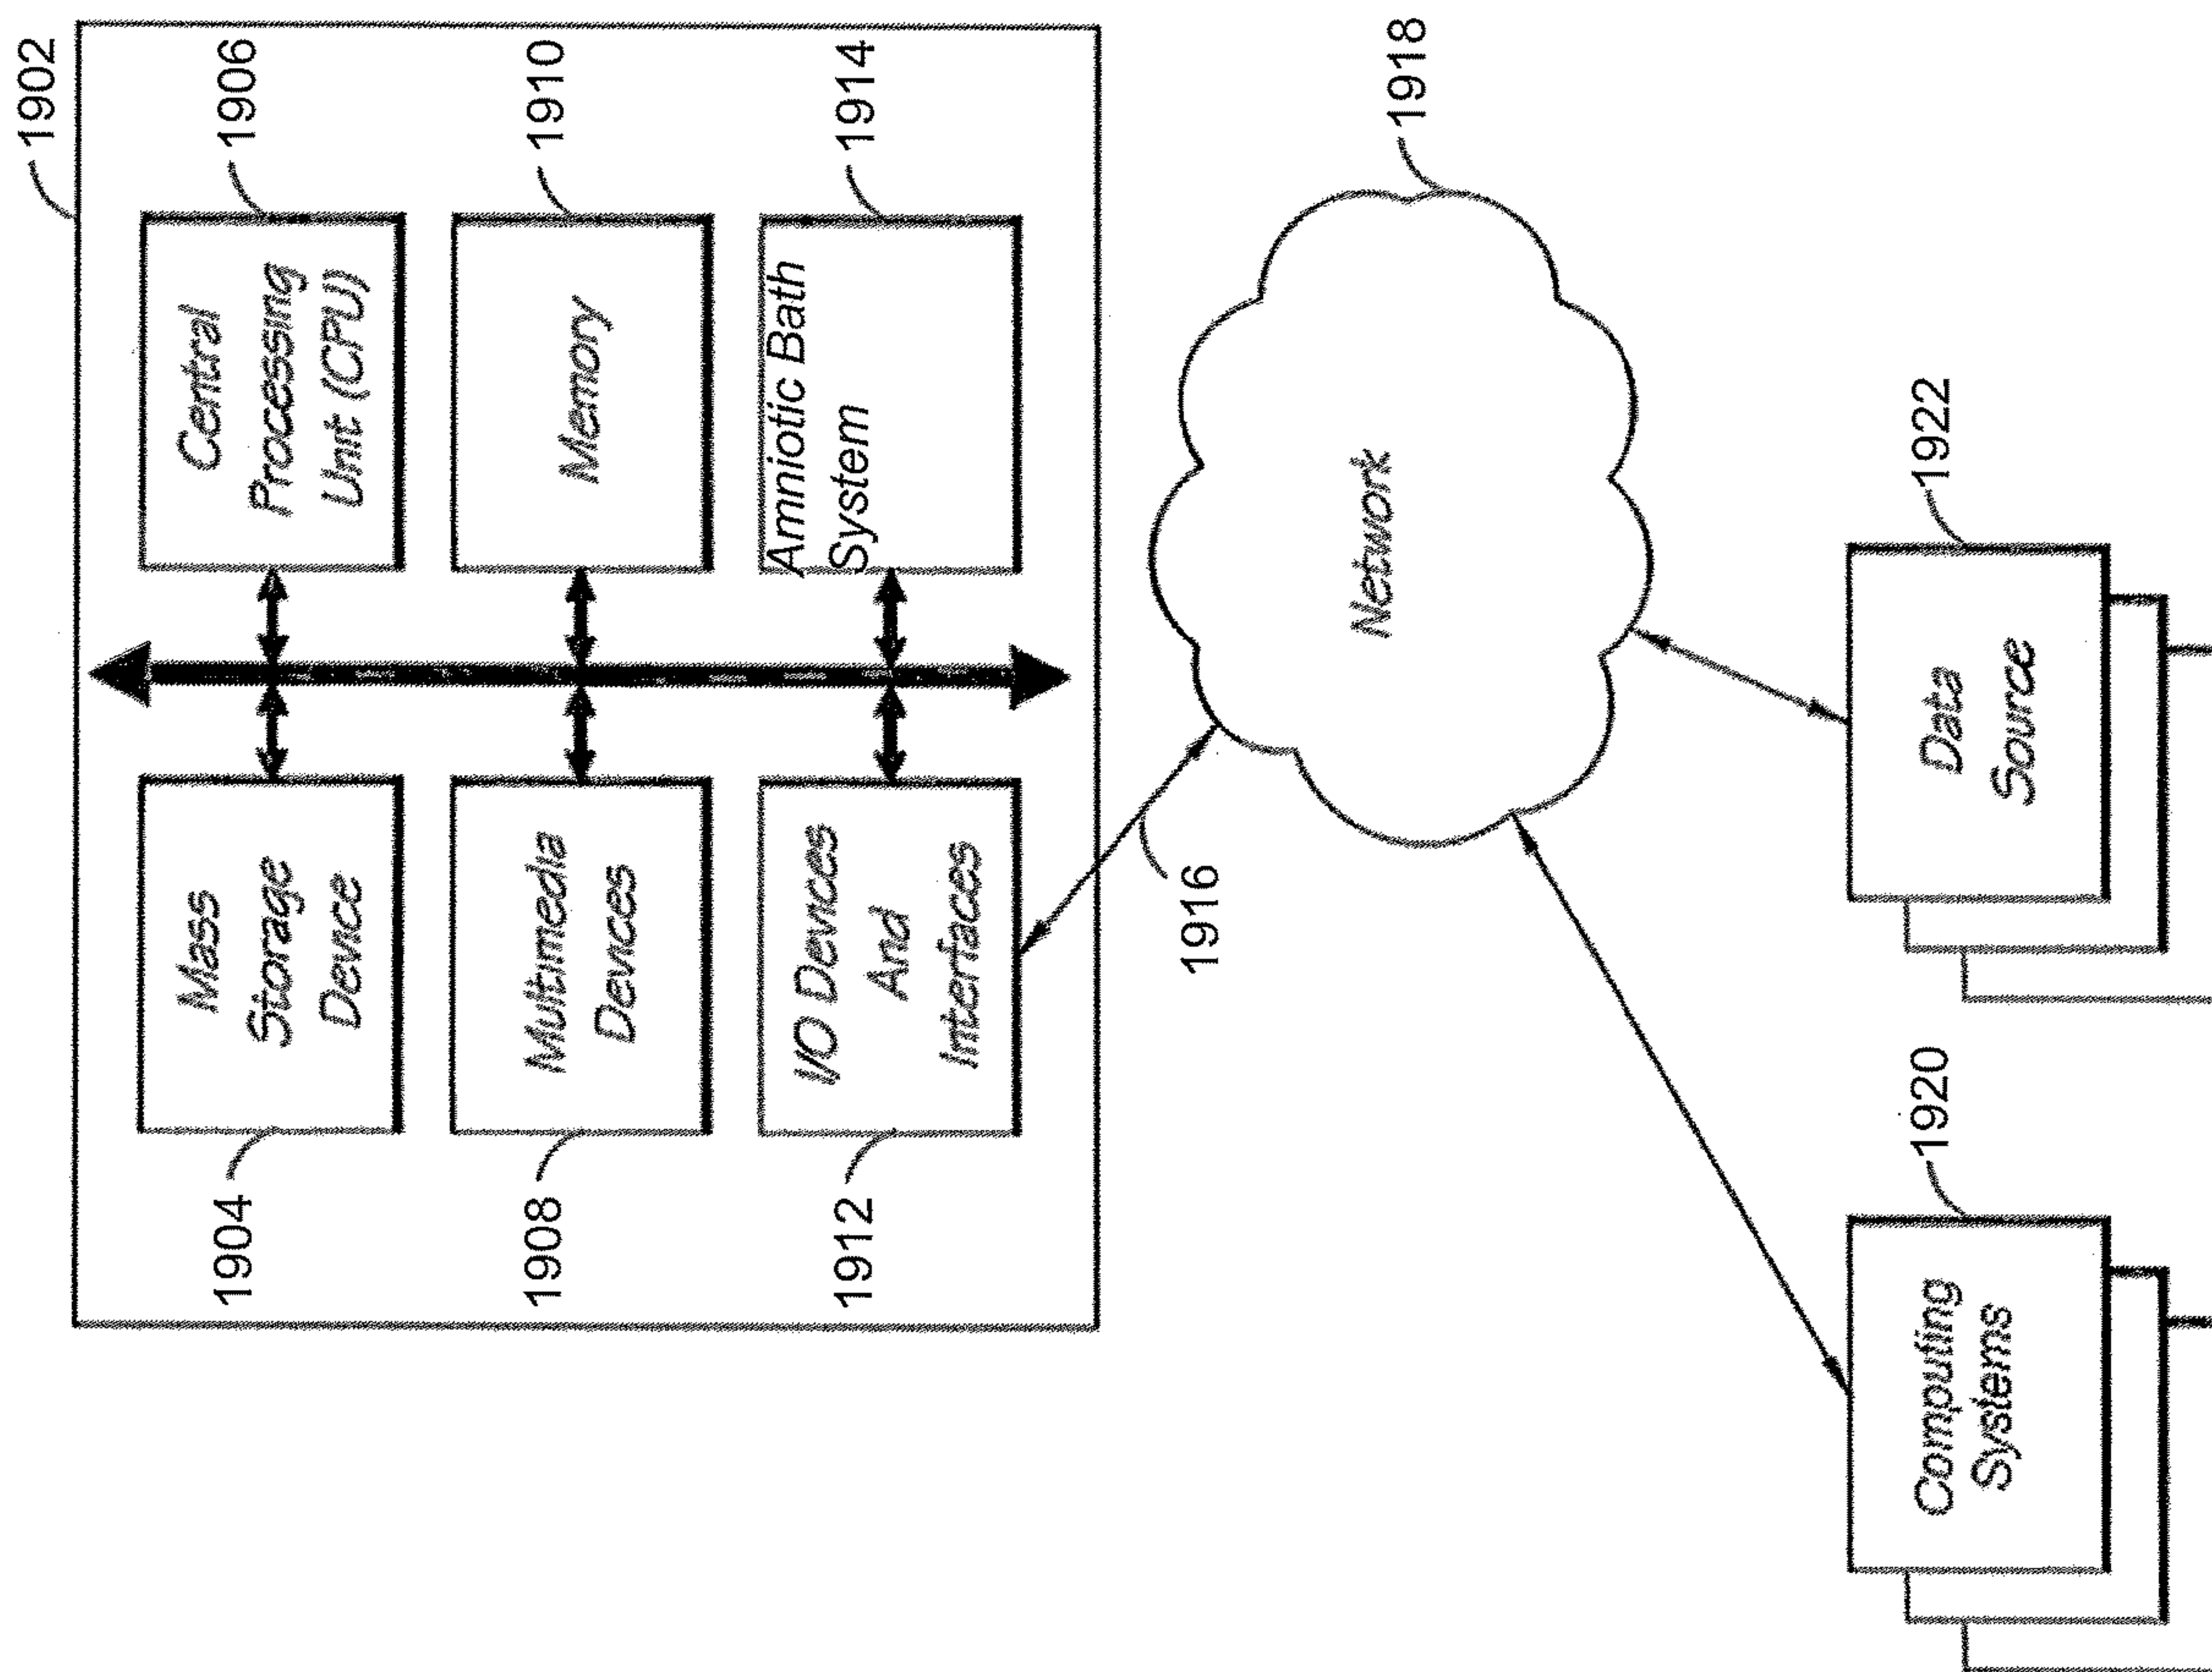 1902
1904
Mass
Storage
Device
Central
Processing
Unit (CPU)
1906
1908
Multimedia
Devices
Memory
1910
1912
I/O Devices
And
Interfaces
Amniotic Bath
System
1914
1916
Network
1918
1920
Computing
Systems
1922
Data
Source